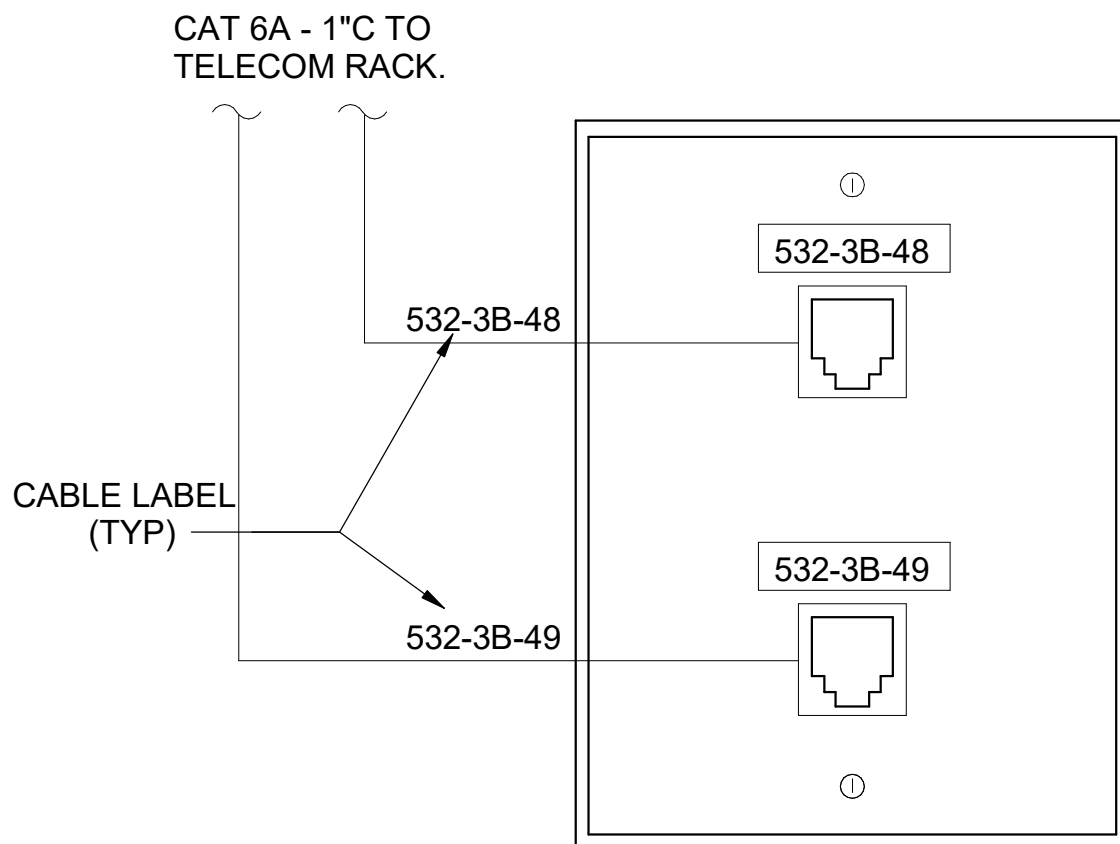 CAT 6A - 1"C TO
TELECOM RACK.
532-3B-48
532-3B-48
CABLE LABEL
(TYP)
532-3B-49
532-3B-49